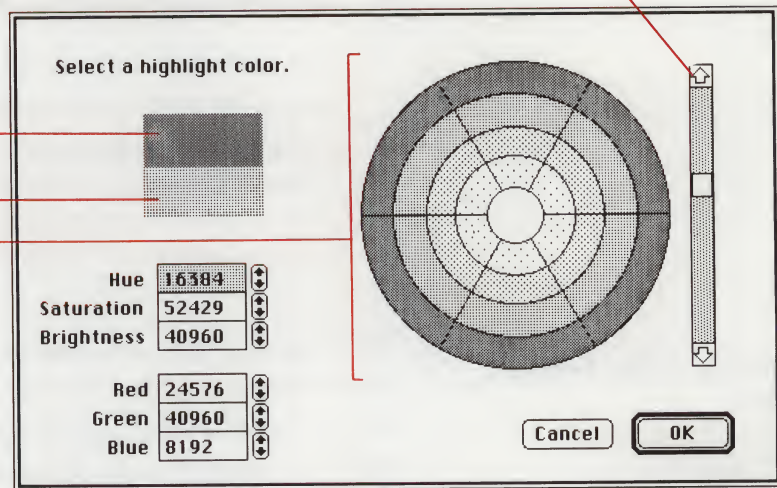 Select a highlight color.
Hue 16384
Saturation 52429
Brightness 40960
Red 24576
Green 40960
Blue 8192
Cancel OK